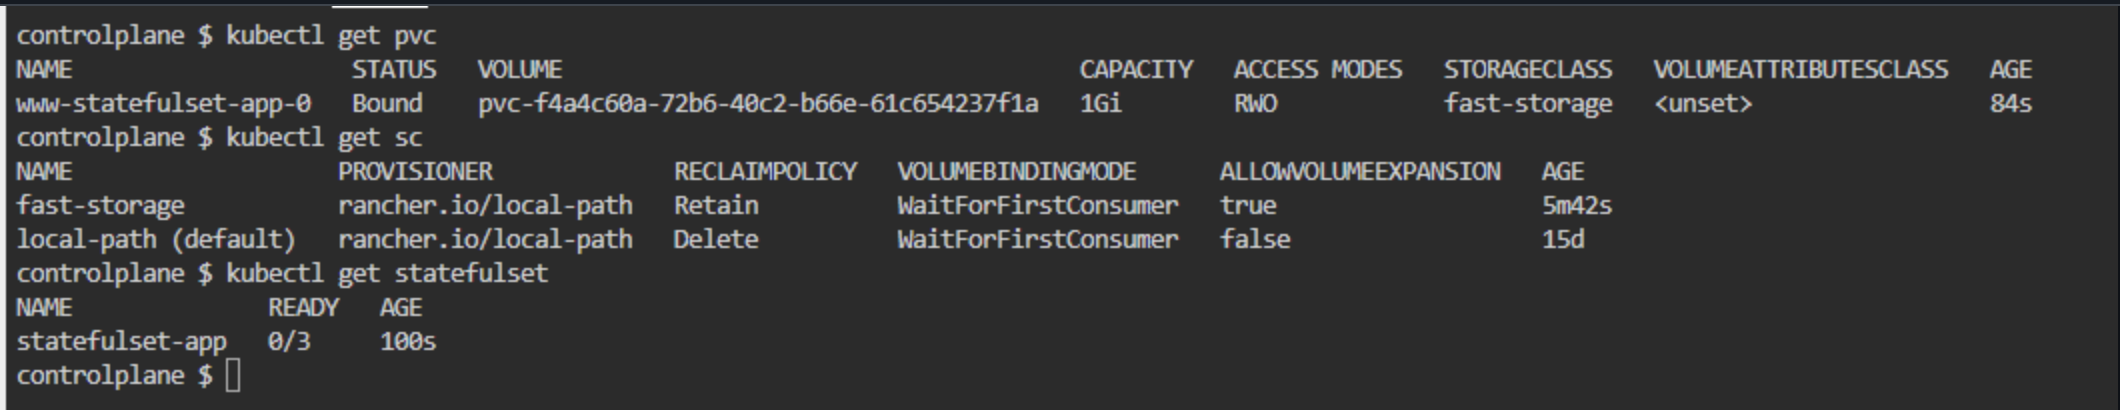 controlplane $ kubectl get pvc
NAME                    STATUS   VOLUME                                     CAPACITY   ACCESS MODES   STORAGECLASS   VOLUMEATTRIBUTESCLASS   AGE
www-statefulset-app-0   Bound    pvc-f4a4c60a-72b6-40c2-b66e-61c654237f1a   1Gi        RWO            fast-storage   <unset>                 84s
controlplane $ kubectl get sc
NAME                   PROVISIONER             RECLAIMPOLICY   VOLUMEBINDINGMODE      ALLOWVOLUMEEXPANSION   AGE
fast-storage           rancher.io/local-path   Retain          WaitForFirstConsumer   true                   5m42s
local-path (default)   rancher.io/local-path   Delete          WaitForFirstConsumer   false                  15d
controlplane $ kubectl get statefulset
NAME              READY   AGE
statefulset-app   0/3     100s
controlplane $